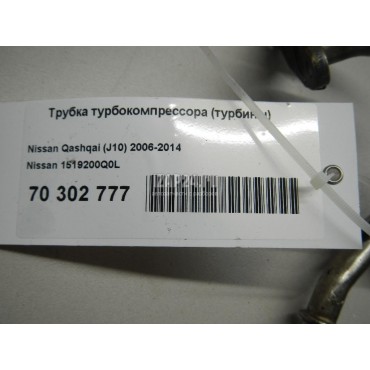 Трубка турбокомпрессора (турбины)
Nissan Qashqai (J10) 2006-2014
Nissan 1519200Q0L
70 302 777